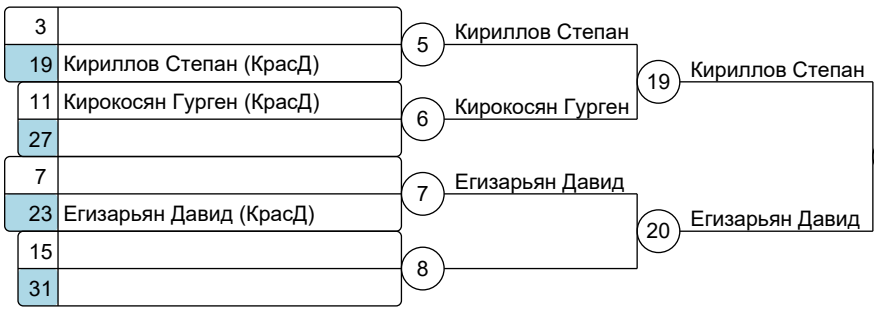 3
19 Кириллов Степан (КрасД)
11 Кирокосян Гурген (КрасД)
27
7
23 Егизарьян Давид (КрасД)
15
31
5 Кириллов Степан
6 Кирокосян Гурген
7 Егизарьян Давид
8
19 Кириллов Степан
20 Егизарьян Давид